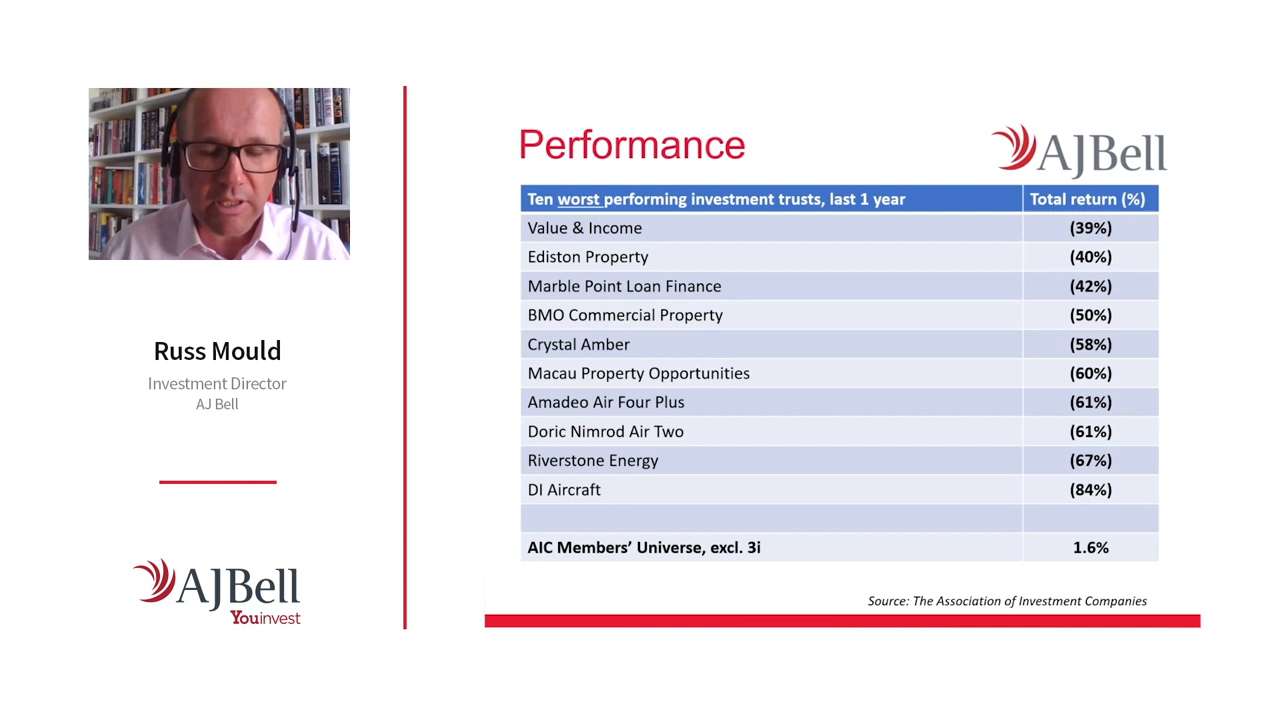 Russ Mould
Investment Director
AJ Bell
AJBell
Youinvest
Performance
AJBell
Ten worst performing investment trusts, last 1 year Total return (%)
Value & Income (39%)
Ediston Property (40%)
Marble Point Loan Finance (42%)
BMO Commercial Property (50%)
Crystal Amber (58%)
Macau Property Opportunities (60%)
Amadeo Air Four Plus (61%)
Doric Nimrod Air Two (61%)
Riverstone Energy (67%)
DI Aircraft (84%)
AIC Members’ Universe, excl. 3i 1.6%
Source: The Association of Investment Companies